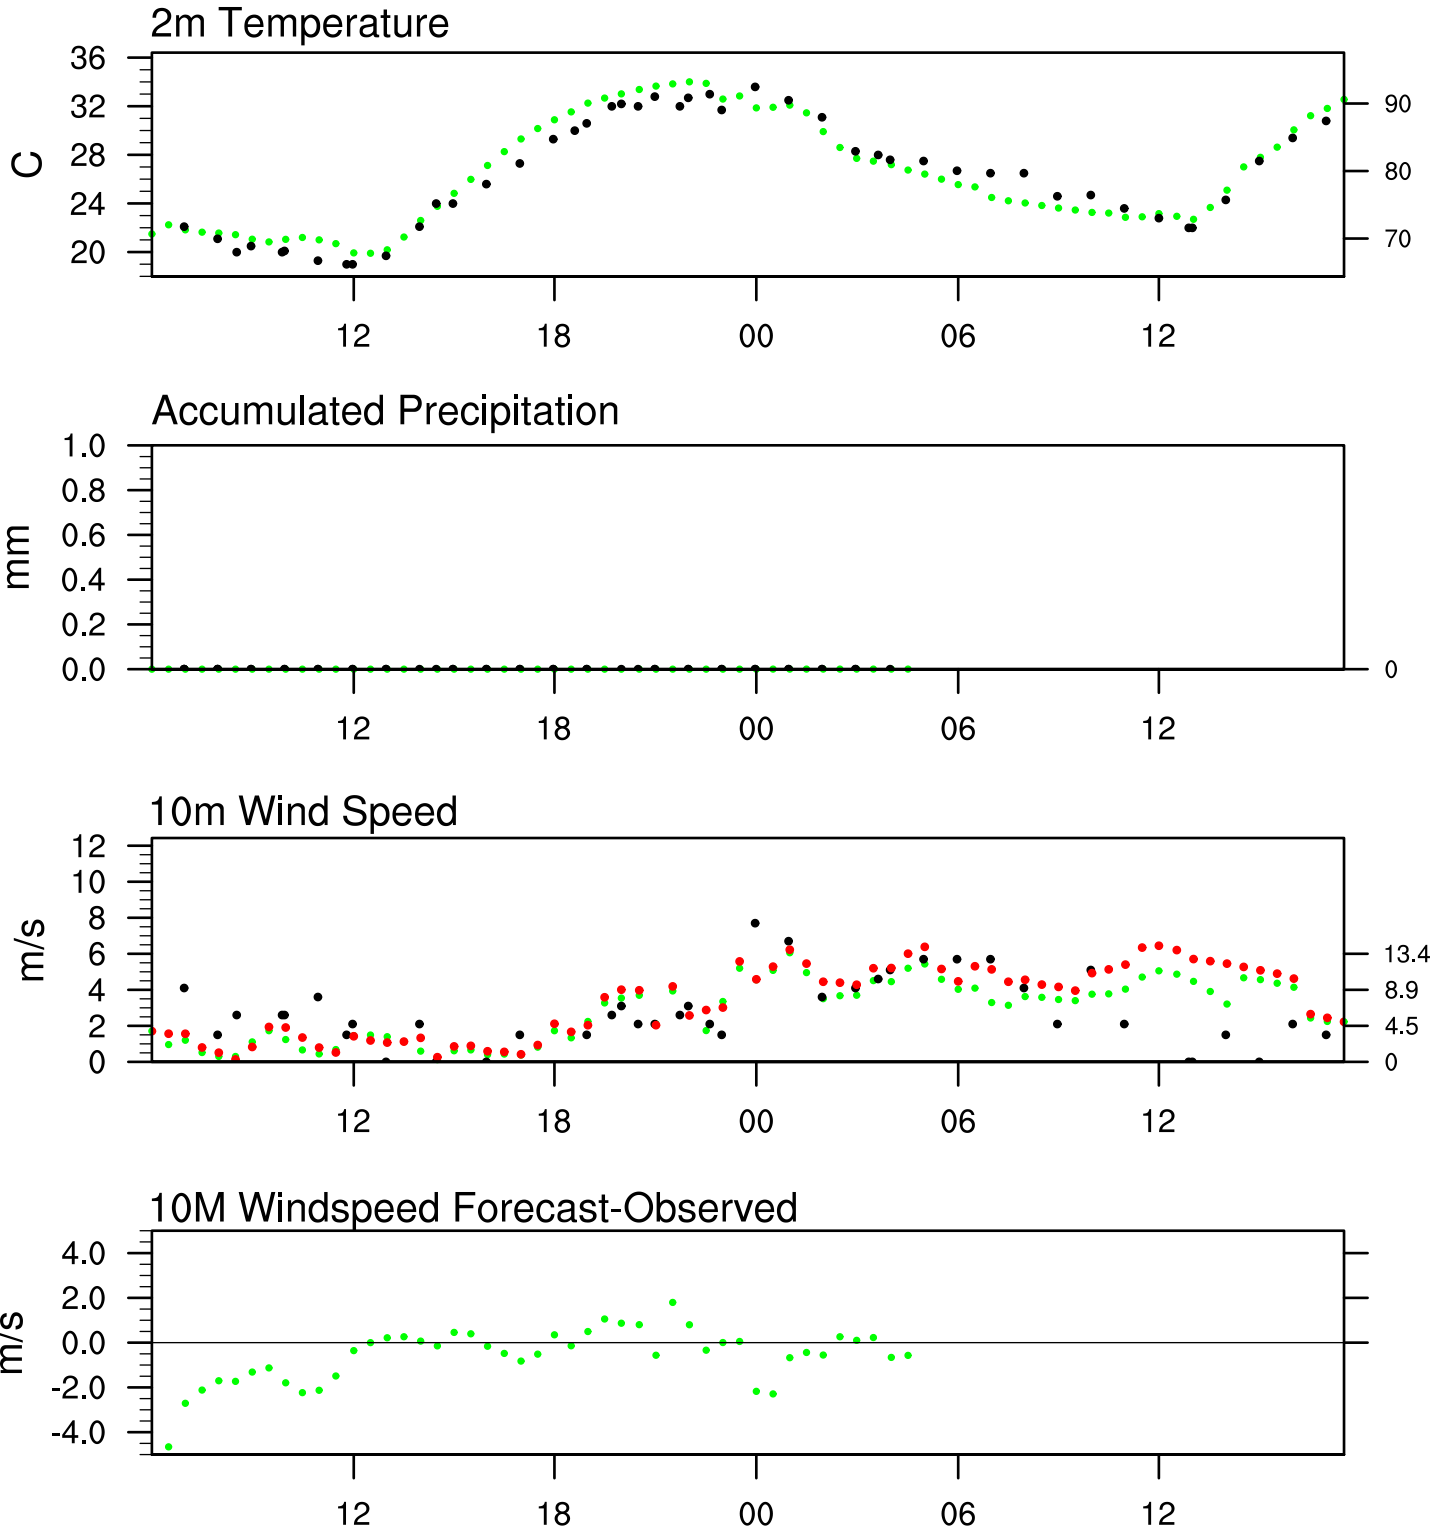 2m Temperature
36
32
28
24
20
C
90
80
70
12 18 00 06 12
Accumulated Precipitation
1.0
0.8
0.6
0.4
0.2
0.0
mm
0
12 18 00 06 12
10m Wind Speed
12
10
8
6
4
2
0
m/s
13.4
8.9
4.5
0
12 18 00 06 12
10M Windspeed Forecast-Observed
4.0
2.0
0.0
-2.0
-4.0
m/s
12 18 00 06 12